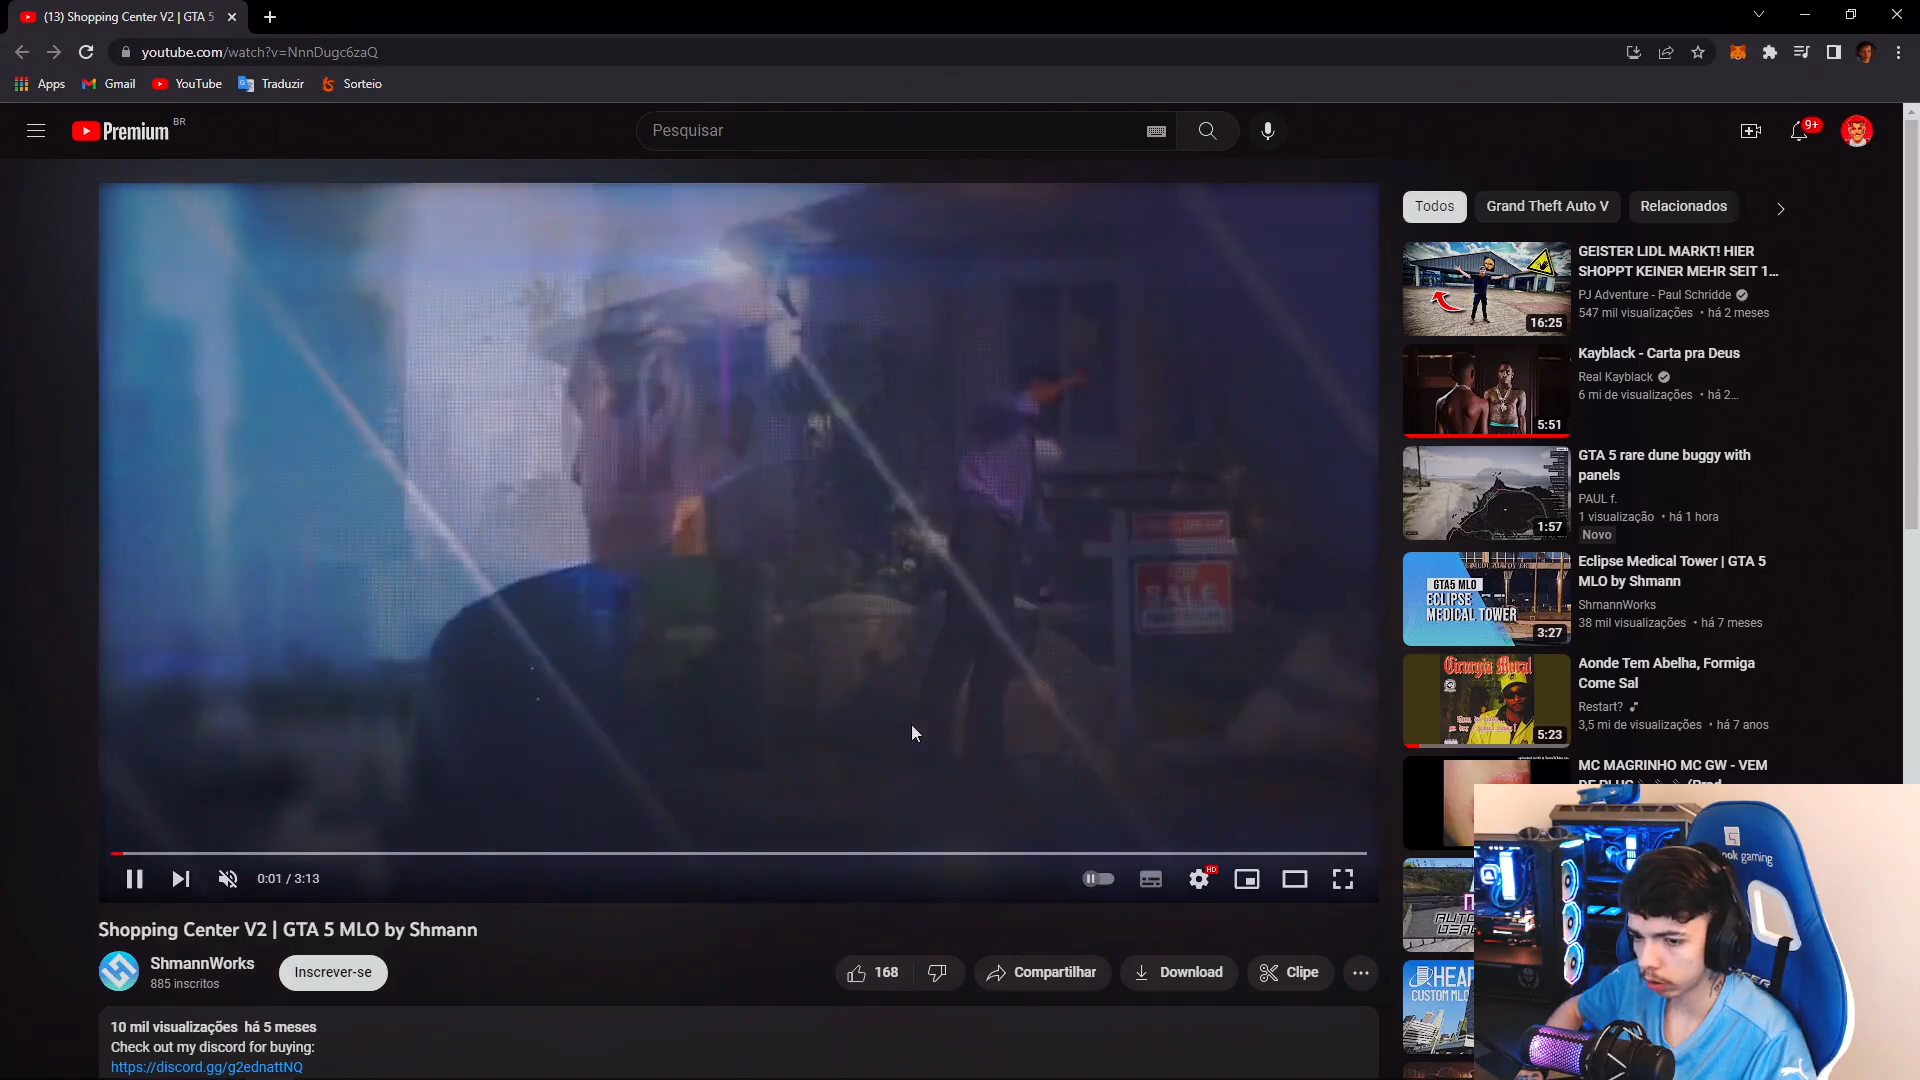 (13) Shopping Center V2 | GTA 5
youtube.com/watch?v=NnnDugc6zaQ
Apps
Gmail
YouTube
Traduzir
Sorteio
Premium BR
Pesquisar
9+
SALE
0:01 / 3:13
HD
Shopping Center V2 | GTA 5 MLO by Shmann
ShmannWorks
885 inscritos
Inscrever-se
168
Compartilhar
Download
Clipe
10 mil visualizações há 5 meses
Check out my discord for buying:
https://discord.gg/g2ednattNQ
Todos
Grand Theft Auto V
Relacionados
16:25
GEISTER LIDL MARKT! HIER
SHOPPT KEINER MEHR SEIT 1...
PJ Adventure - Paul Schridde
547 mil visualizações • há 2 meses
5:51
Kayblack - Carta pra Deus
Real Kayblack
6 mi de visualizações • há 2...
1:57
GTA 5 rare dune buggy with
panels
PAUL f.
1 visualização • há 1 hora
Novo
GTA5 MLO
ECLIPSE
MEDICAL TOWER
3:27
Eclipse Medical Tower | GTA 5
MLO by Shmann
ShmannWorks
38 mil visualizações • há 7 meses
Cirurgia Moral
5:23
Aonde Tem Abelha, Formiga
Come Sal
Restart?
3,5 mi de visualizações • há 7 anos
MC MAGRINHO MC GW - VEM
HEAR
CUSTOM MLO
gaming